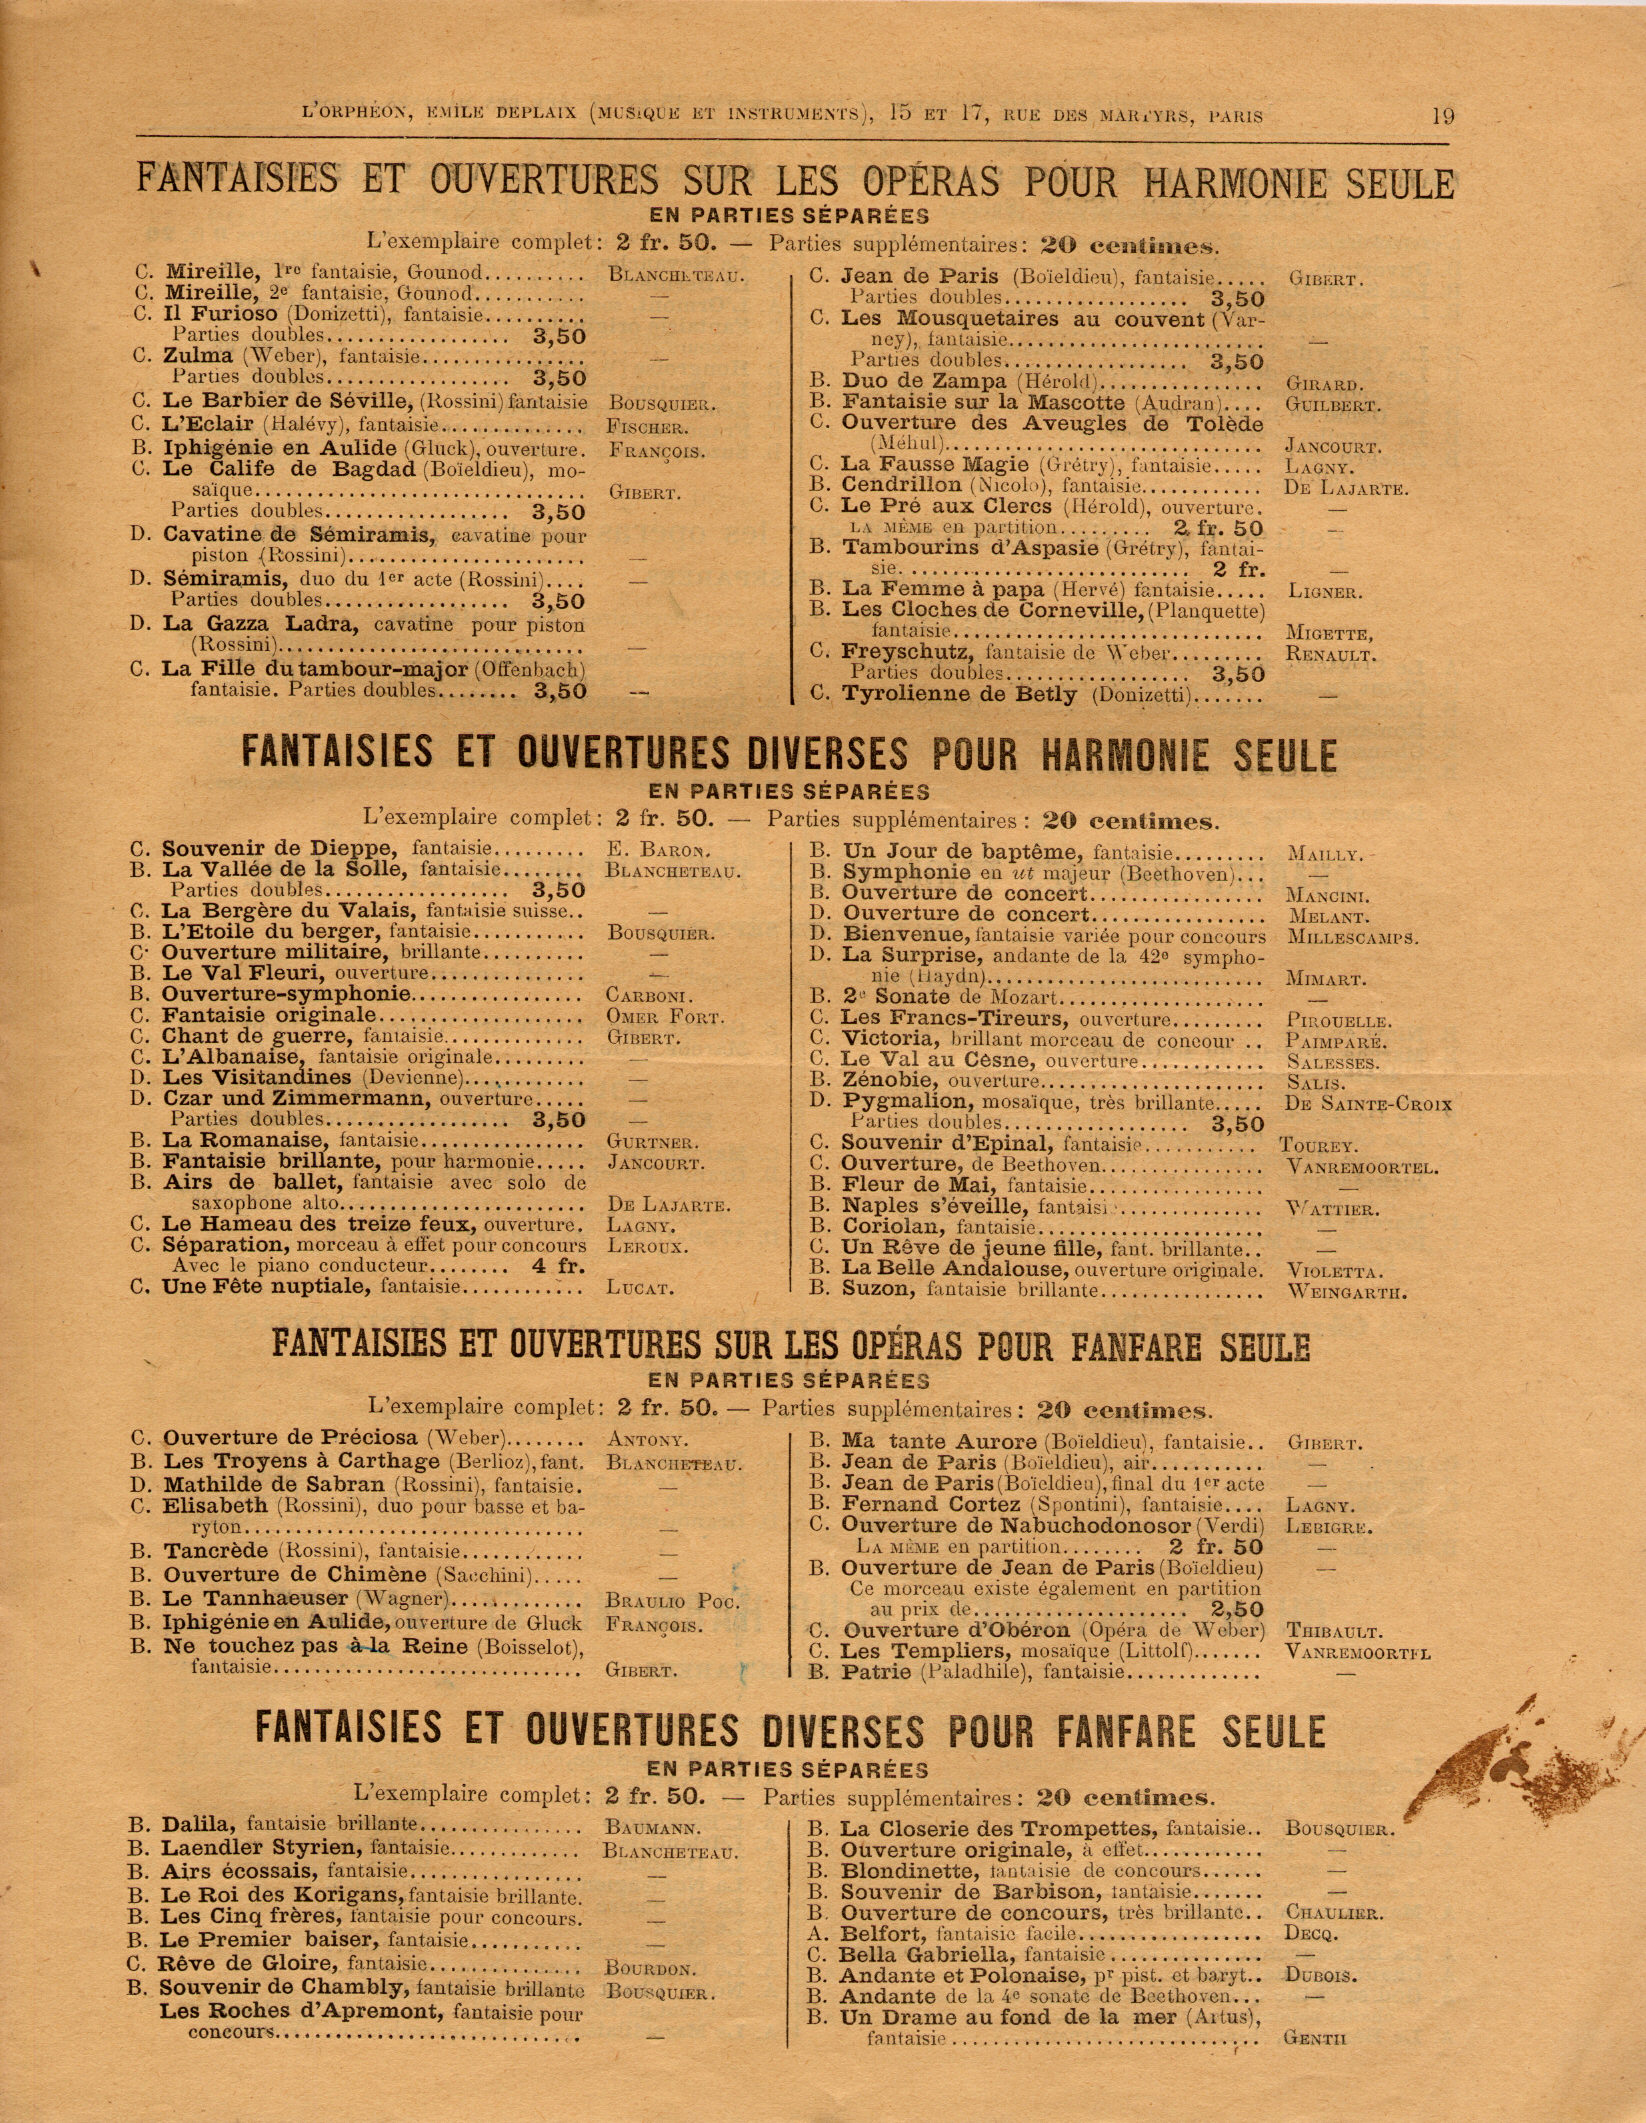 L'ORPHÉON, EMILE DEPLAIX (MUSIQUE ET INSTRUMENTS), 15 ET 17, RUE DES MARTYRS, PARIS 19
FANTAISIES ET OUVERTURES SUR LES OPÉRAS POUR HARMONIE SEULE
EN PARTIES SÉPARÉES
L'exemplaire complet: 2 fr. 50. — Parties supplémentaires: 20 centimes.
C. Mireille, 1re fantaisie, Gounod.......... BLANCHETEAU.
C. Mireille, 2e fantaisie, Gounod........... —
C. Il Furioso (Donizetti), fantaisie.......... —
Parties doubles.................. 3,50
C. Zulma (Weber), fantaisie................ —
Parties doubles.................. 3,50
C. Le Barbier de Séville, (Rossini) fantaisie BOUSQUIER.
C. L'Eclair (Halévy), fantaisie.............. FISCHER.
B. Iphigénie en Aulide (Gluck), ouverture. FRANÇOIS.
C. Le Calife de Bagdad (Boïeldieu), mo-
saïque................................ GIBERT.
Parties doubles.................. 3,50
D. Cavatine de Sémiramis, cavatine pour
piston (Rossini)....................... —
D. Sémiramis, duo du 1er acte (Rossini).... —
Parties doubles.................. 3,50
D. La Gazza Ladra, cavatine pour piston
(Rossini).............................. —
C. La Fille du tambour-major (Offenbach)
fantaisie. Parties doubles........ 3,50 —
C. Jean de Paris (Boïeldieu), fantaisie..... GIBERT.
Parties doubles.................. 3,50
C. Les Mousquetaires au couvent (Var-
ney), fantaisie......................... —
Parties doubles.................. 3,50
B. Duo de Zampa (Hérold)................ GIRARD.
B. Fantaisie sur la Mascotte (Audran).... GUILBERT.
C. Ouverture des Aveugles de Tolède
(Méhul)............................... JANCOURT.
C. La Fausse Magie (Grétry), fantaisie..... LAGNY.
B. Cendrillon (Nicolo), fantaisie............ DE LAJARTE.
C. Le Pré aux Clercs (Hérold), ouverture. —
LA MÊME en partition......... 2 fr. 50 —
B. Tambourins d'Aspasie (Grétry), fantai-
sie. ........................... 2 fr. —
B. La Femme à papa (Hervé) fantaisie..... LIGNER.
B. Les Cloches de Corneville, (Planquette)
fantaisie.............................. MIGETTE,
C. Freyschutz, fantaisie de Weber......... RENAULT.
Parties doubles.................. 3,50
C. Tyrolienne de Betly (Donizetti)....... —
FANTAISIES ET OUVERTURES DIVERSES POUR HARMONIE SEULE
EN PARTIES SÉPARÉES
L'exemplaire complet: 2 fr. 50. — Parties supplémentaires: 20 centimes.
C. Souvenir de Dieppe, fantaisie......... E. BARON.
B. La Vallée de la Solle, fantaisie........ BLANCHETEAU.
Parties doubles.................. 3,50
C. La Bergère du Valais, fantaisie suisse.. —
B. L'Etoile du berger, fantaisie........... BOUSQUIER.
C. Ouverture militaire, brillante.......... —
B. Le Val Fleuri, ouverture............... —
B. Ouverture-symphonie................. CARBONI.
C. Fantaisie originale.................... OMER FORT.
C. Chant de guerre, fantaisie.............. GIBERT.
C. L'Albanaise, fantaisie originale......... —
D. Les Visitandines (Devienne)............ —
D. Czar und Zimmermann, ouverture..... —
Parties doubles.................. 3,50 —
B. La Romanaise, fantaisie................ GURTNER.
B. Fantaisie brillante, pour harmonie..... JANCOURT.
B. Airs de ballet, fantaisie avec solo de
saxophone alto........................ DE LAJARTE.
C. Le Hameau des treize feux, ouverture. LAGNY.
C. Séparation, morceau à effet pour concours LEROUX.
Avec le piano conducteur........ 4 fr.
C. Une Fête nuptiale, fantaisie............ LUCAT.
B. Un Jour de baptême, fantaisie......... MAILLY.
B. Symphonie en ut majeur (Beethoven)... —
B. Ouverture de concert................. MANCINI.
D. Ouverture de concert................. MELANT.
D. Bienvenue, fantaisie variée pour concours MILLESCAMPS.
D. La Surprise, andante de la 42e sympho-
nie (Haydn)........................... MIMART.
B. 2e Sonate de Mozart.................... —
C. Les Francs-Tireurs, ouverture......... PIROUELLE.
C. Victoria, brillant morceau de concour .. PAIMPARÉ.
C. Le Val au Cèsne, ouverture............ SALESSES.
B. Zénobie, ouverture...................... SALIS.
D. Pygmalion, mosaïque, très brillante..... DE SAINTE-CROIX
Parties doubles.................. 3,50
C. Souvenir d'Epinal, fantaisie........... TOUREY.
C. Ouverture, de Beethoven................ VANREMOORTEL.
B. Fleur de Mai, fantaisie................. —
B. Naples s'éveille, fantaisi............... WATTIER.
B. Coriolan, fantaisie...................... —
C. Un Rêve de jeune fille, fant. brillante.. —
B. La Belle Andalouse, ouverture originale. VIOLETTA.
B. Suzon, fantaisie brillante................ WEINGARTH.
FANTAISIES ET OUVERTURES SUR LES OPÉRAS POUR FANFARE SEULE
EN PARTIES SÉPARÉES
L'exemplaire complet: 2 fr. 50. — Parties supplémentaires: 20 centimes.
C. Ouverture de Préciosa (Weber)........ ANTONY.
B. Les Troyens à Carthage (Berlioz), fant. BLANCHETEAU.
D. Mathilde de Sabran (Rossini), fantaisie. —
C. Elisabeth (Rossini), duo pour basse et ba-
ryton................................. —
B. Tancrède (Rossini), fantaisie............ —
B. Ouverture de Chimène (Sacchini)..... —
B. Le Tannhaeuser (Wagner)............. BRAULIO POC.
B. Iphigénie en Aulide, ouverture de Gluck FRANÇOIS.
B. Ne touchez pas à la Reine (Boisselot),
fantaisie.............................. GIBERT.
B. Ma tante Aurore (Boïeldieu), fantaisie.. GIBERT.
B. Jean de Paris (Boïeldieu), air........... —
B. Jean de Paris (Boïeldieu), final du 1er acte —
B. Fernand Cortez (Spontini), fantaisie.... LAGNY.
C. Ouverture de Nabuchodonosor (Verdi) LEBIGRE.
LA MÊME en partition........ 2 fr. 50 —
B. Ouverture de Jean de Paris (Boïeldieu) —
Ce morceau existe également en partition
au prix de..................... 2,50
C. Ouverture d'Obéron (Opéra de Weber) THIBAULT.
C. Les Templiers, mosaïque (Littolf)....... VANREMOORTEL
B. Patrie (Paladhile), fantaisie............. —
FANTAISIES ET OUVERTURES DIVERSES POUR FANFARE SEULE
EN PARTIES SÉPARÉES
L'exemplaire complet: 2 fr. 50. — Parties supplémentaires: 20 centimes.
B. Dalila, fantaisie brillante................ BAUMANN.
B. Laendler Styrien, fantaisie............. BLANCHETEAU.
B. Airs écossais, fantaisie................. —
B. Le Roi des Korigans, fantaisie brillante. —
B. Les Cinq frères, fantaisie pour concours. —
B. Le Premier baiser, fantaisie........... —
C. Rêve de Gloire, fantaisie............... BOURDON.
B. Souvenir de Chambly, fantaisie brillante BOUSQUIER.
Les Roches d'Apremont, fantaisie pour
concours.............................. —
B. La Closerie des Trompettes, fantaisie.. BOUSQUIER.
B. Ouverture originale, à effet............ —
B. Blondinette, fantaisie de concours...... —
B. Souvenir de Barbison, fantaisie....... —
B. Ouverture de concours, très brillante.. CHAULIER.
A. Belfort, fantaisie facile.................. DECQ.
C. Bella Gabriella, fantaisie............... —
B. Andante et Polonaise, pr pist. et baryt.. DUBOIS.
B. Andante de la 4e sonate de Beethoven... —
B. Un Drame au fond de la mer (Artus),
fantaisie.............................. GENTIL